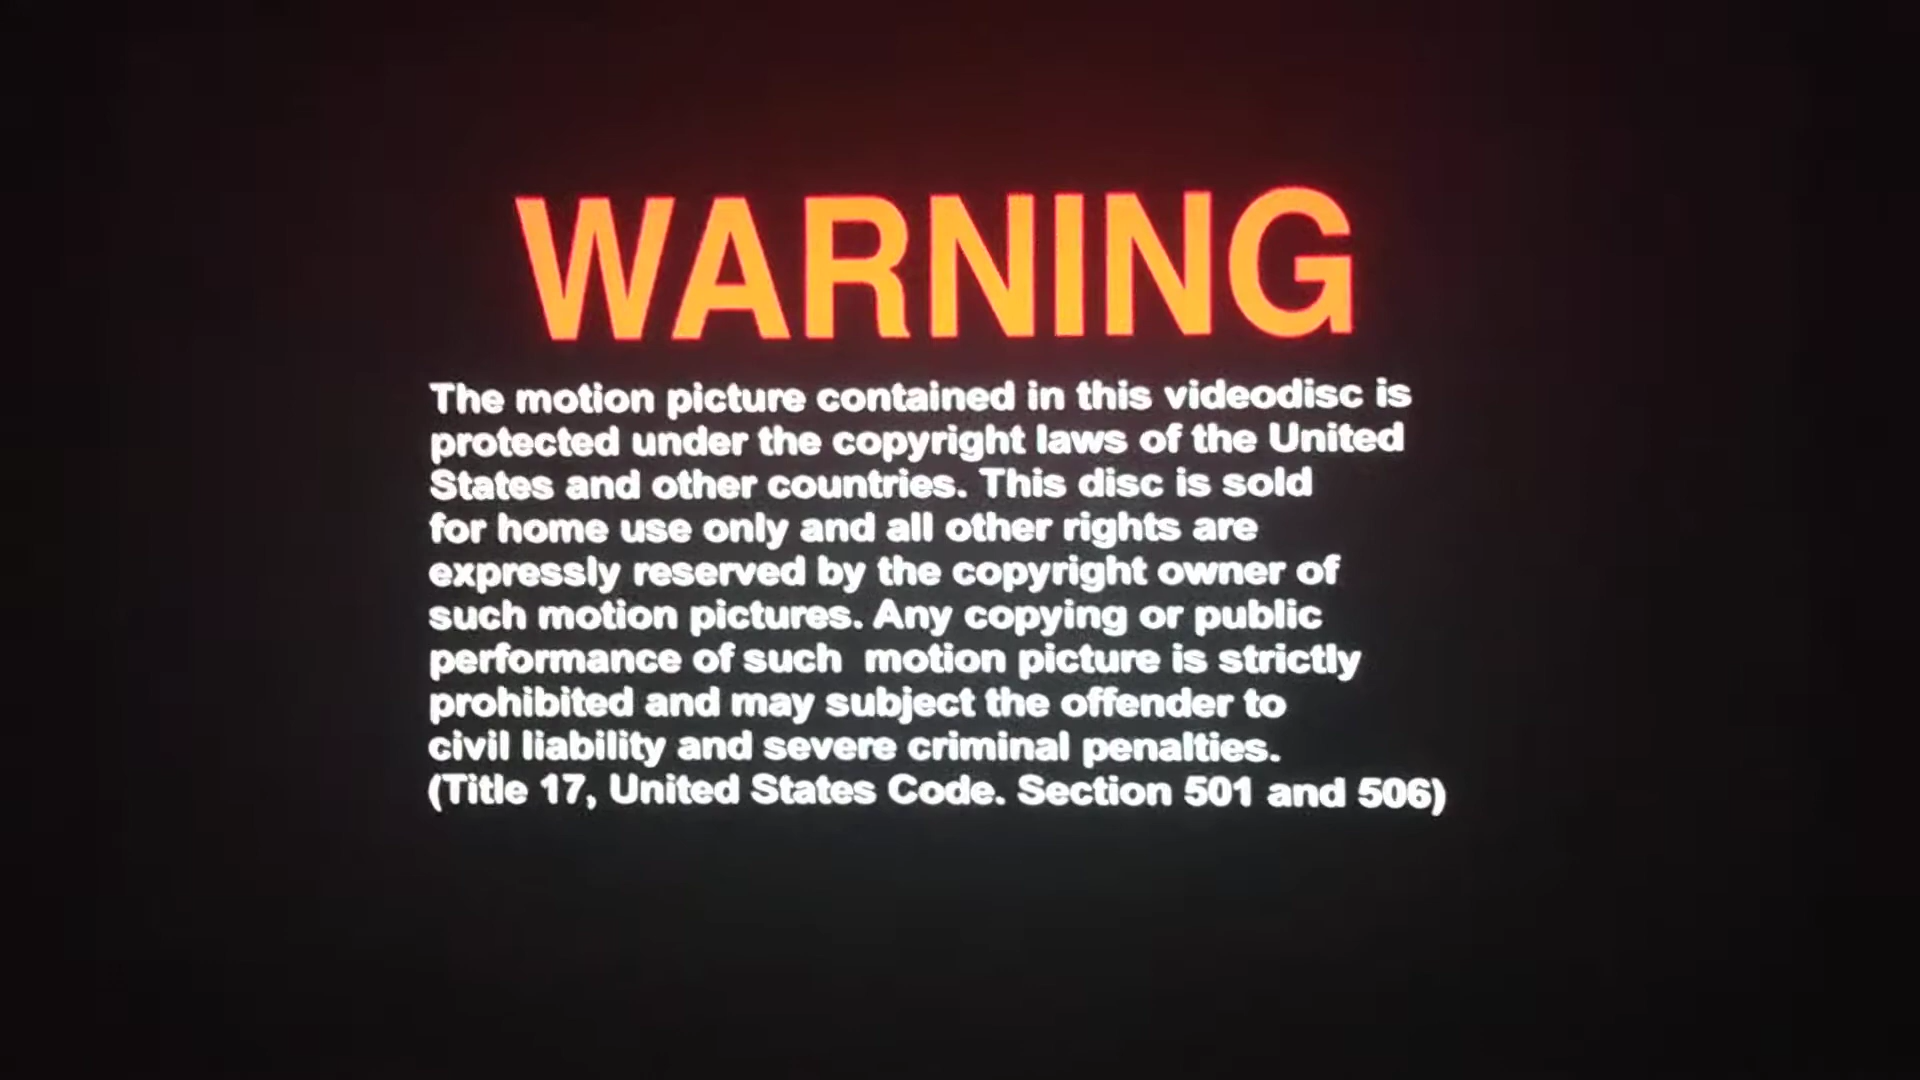 WARNING
The motion picture contained in this videodisc is
protected under the copyright laws of the United
States and other countries. This disc is sold
for home use only and all other rights are
expressly reserved by the copyright owner of
such motion pictures. Any copying or public
performance of such  motion picture is strictly
prohibited and may subject the offender to
civil liability and severe criminal penalties.
(Title 17, United States Code. Section 501 and 506)